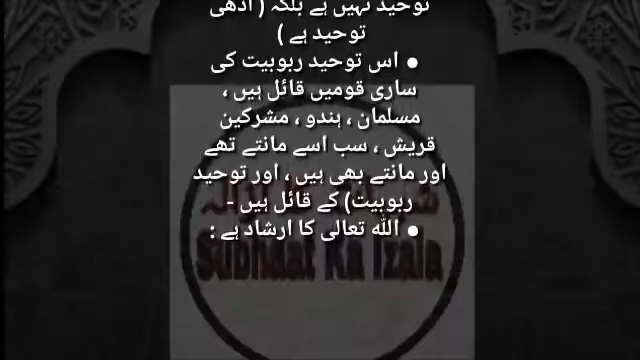 توحید نہیں ہے بلکہ ( آدھی
توحید ہے )
● اس توحید ربوبیت کی
ساری قومیں قائل ہیں ،
مسلمان ، ہندو ، مشرکین
قریش ، سب اسے مانتے تھے
اور مانتے بھی ہیں ، اور توحید
ربوبیت) کے قائل ہیں -
● اللہ تعالی کا ارشاد ہے :
Subhaat Ka Izala